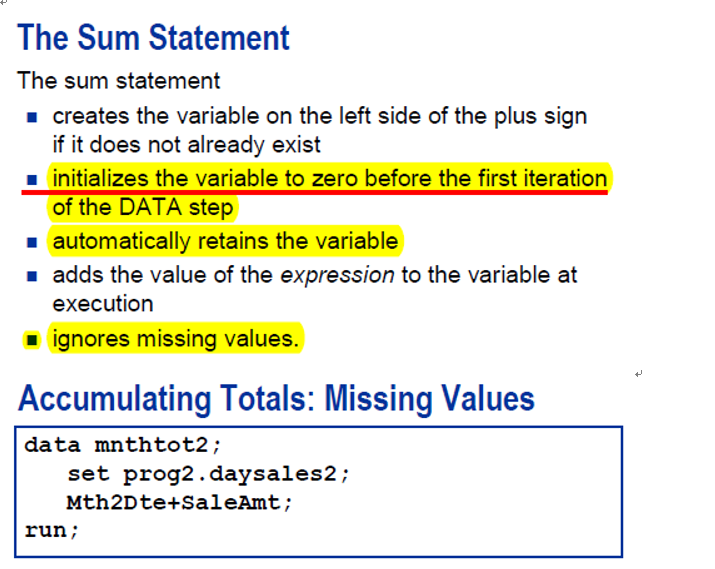 The Sum Statement
The sum statement
■ creates the variable on the left side of the plus sign
if it does not already exist
■ initializes the variable to zero before the first iteration
of the DATA step
■ automatically retains the variable
■ adds the value of the expression to the variable at
execution
■ ignores missing values.
Accumulating Totals: Missing Values
data mnthtot2;
set prog2.daysales2;
Mth2Dte+SaleAmt;
run;